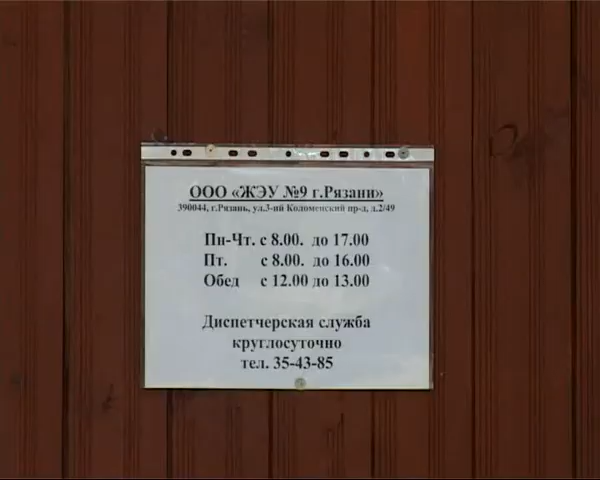 ООО «ЖЭУ №9 г.Рязани»
390044, г.Рязань, ул.3-ий Коломенский пр-д, д.2/49
Пн-Чт. с 8.00. до 17.00
Пт. с 8.00. до 16.00
Обед с 12.00 до 13.00
Диспетчерская служба
круглосуточно
тел. 35-43-85